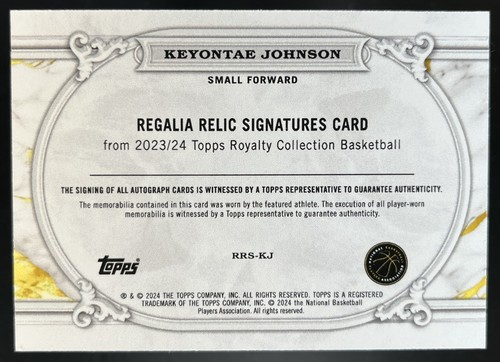 KEYONTAE JOHNSON
SMALL FORWARD
REGALIA RELIC SIGNATURES CARD
from 2023/24 Topps Royalty Collection Basketball
THE SIGNING OF ALL AUTOGRAPH CARDS IS WITNESSED BY A TOPPS REPRESENTATIVE TO GUARANTEE AUTHENTICITY.
The memorabilia contained in this card was worn by the featured athlete. The execution of all player-worn
memorabilia is witnessed by a Topps representative to guarantee authenticity.
RRS-KJ
Topps
® & © 2024 THE TOPPS COMPANY, INC. ALL RIGHTS RESERVED. TOPPS IS A REGISTERED
TRADEMARK OF THE TOPPS COMPANY, INC. © 2024 the National Basketball
Players Association. All rights reserved.